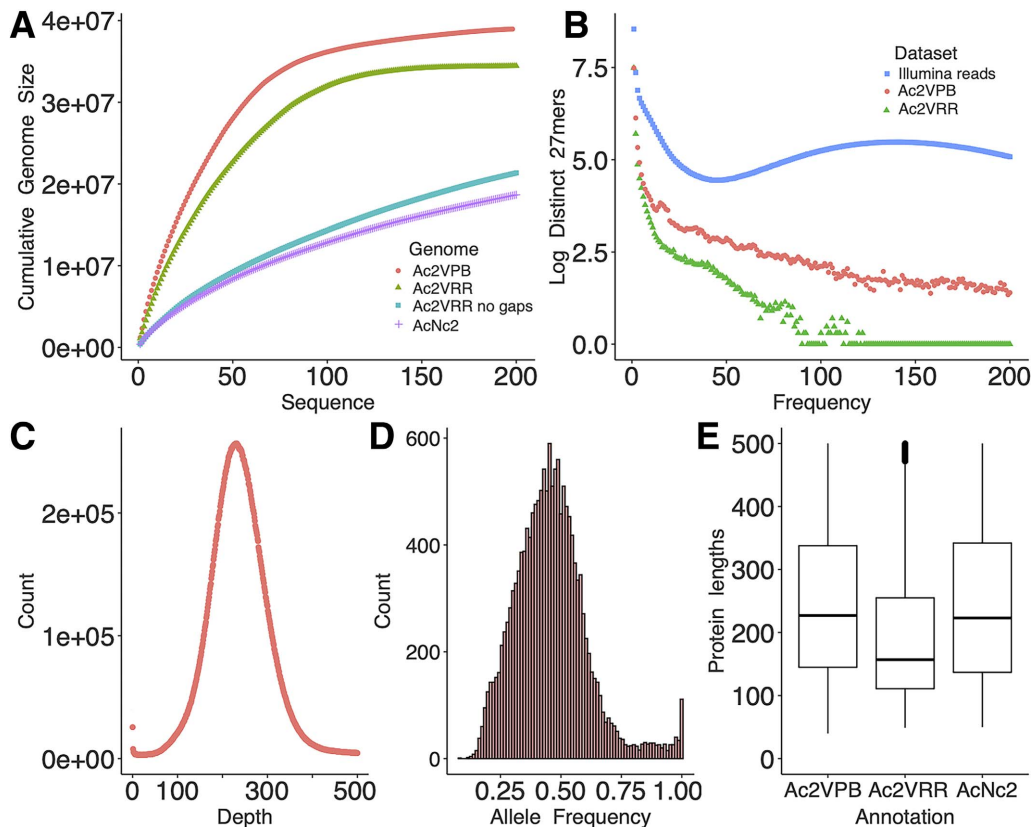 A
Cumulative Genome Size
4e+07
3e+07
2e+07
1e+07
0e+00
0 50 100 150 200
Sequence
Genome
Ac2VPB
Ac2VRR
Ac2VRR no gaps
AcNc2
B
Log Distinct 27mers
7.5
5.0
2.5
0.0
0 50 100 150 200
Frequency
Dataset
Illumina reads
Ac2VPB
Ac2VRR
C
Count
2e+05
1e+05
0e+00
0 100 300 500
Depth
D
Count
600
400
200
0
0.25 0.50 0.75 1.00
Allele Frequency
E
Protein lengths
500
400
300
200
100
0
Ac2VPB Ac2VRR AcNc2
Annotation